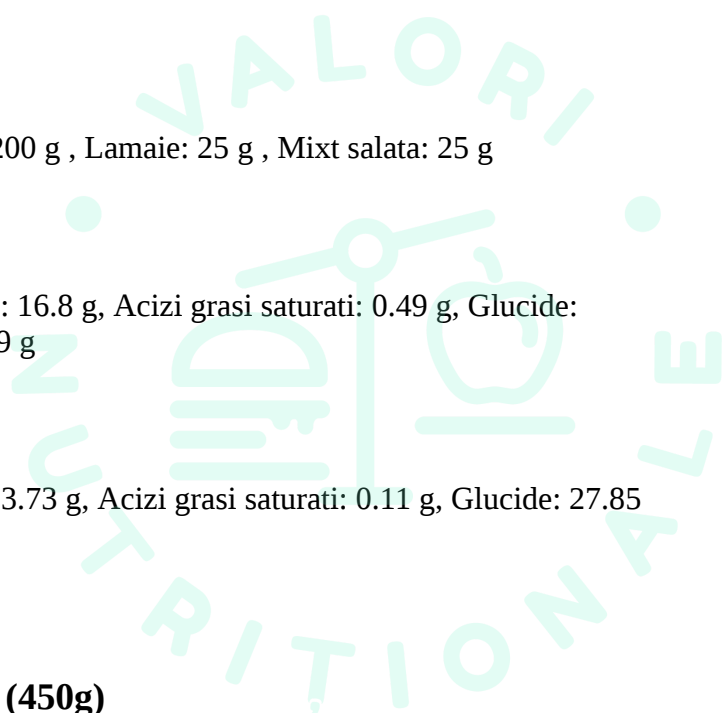 VALORI
200 g , Lamaie: 25 g , Mixt salata: 25 g
: 16.8 g, Acizi grasi saturati: 0.49 g, Glucide:
9 g
3.73 g, Acizi grasi saturati: 0.11 g, Glucide: 27.85
NUTRITIONALE
(450g)